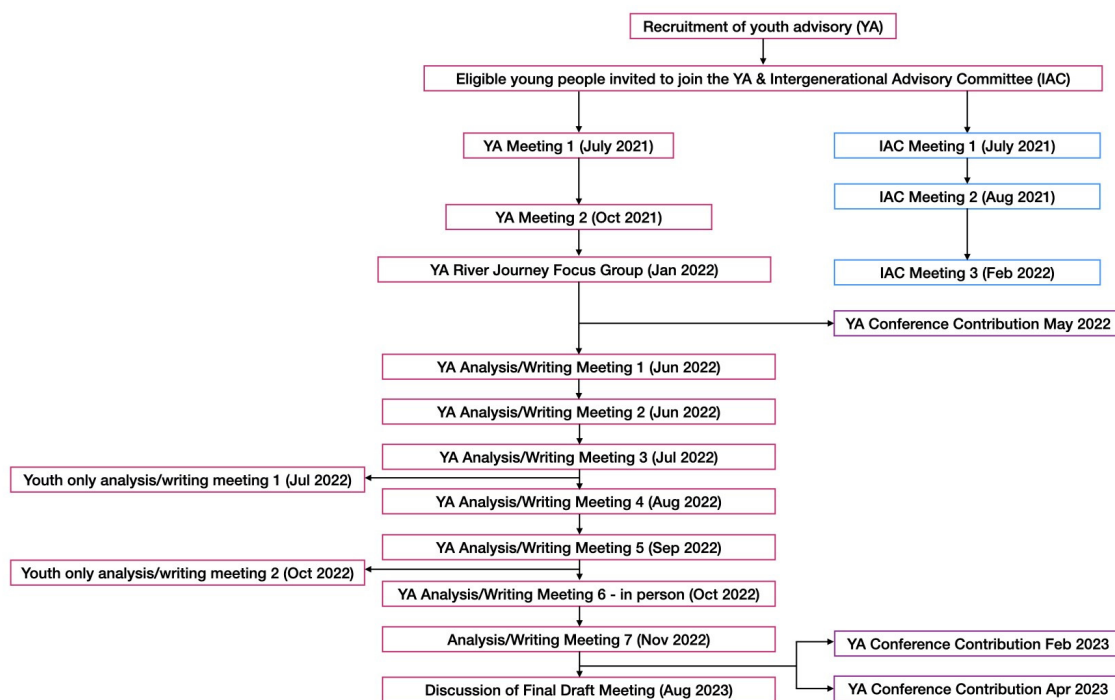 Recruitment of youth advisory (YA)
Eligible young people invited to join the YA & Intergenerational Advisory Committee (IAC)
YA Meeting 1 (July 2021)
IAC Meeting 1 (July 2021)
IAC Meeting 2 (Aug 2021)
YA Meeting 2 (Oct 2021)
YA River Journey Focus Group (Jan 2022)
IAC Meeting 3 (Feb 2022)
YA Conference Contribution May 2022
YA Analysis/Writing Meeting 1 (Jun 2022)
YA Analysis/Writing Meeting 2 (Jun 2022)
YA Analysis/Writing Meeting 3 (Jul 2022)
Youth only analysis/writing meeting 1 (Jul 2022)
YA Analysis/Writing Meeting 4 (Aug 2022)
YA Analysis/Writing Meeting 5 (Sep 2022)
Youth only analysis/writing meeting 2 (Oct 2022)
YA Analysis/Writing Meeting 6 - in person (Oct 2022)
Analysis/Writing Meeting 7 (Nov 2022)
YA Conference Contribution Feb 2023
Discussion of Final Draft Meeting (Aug 2023)
YA Conference Contribution Apr 2023